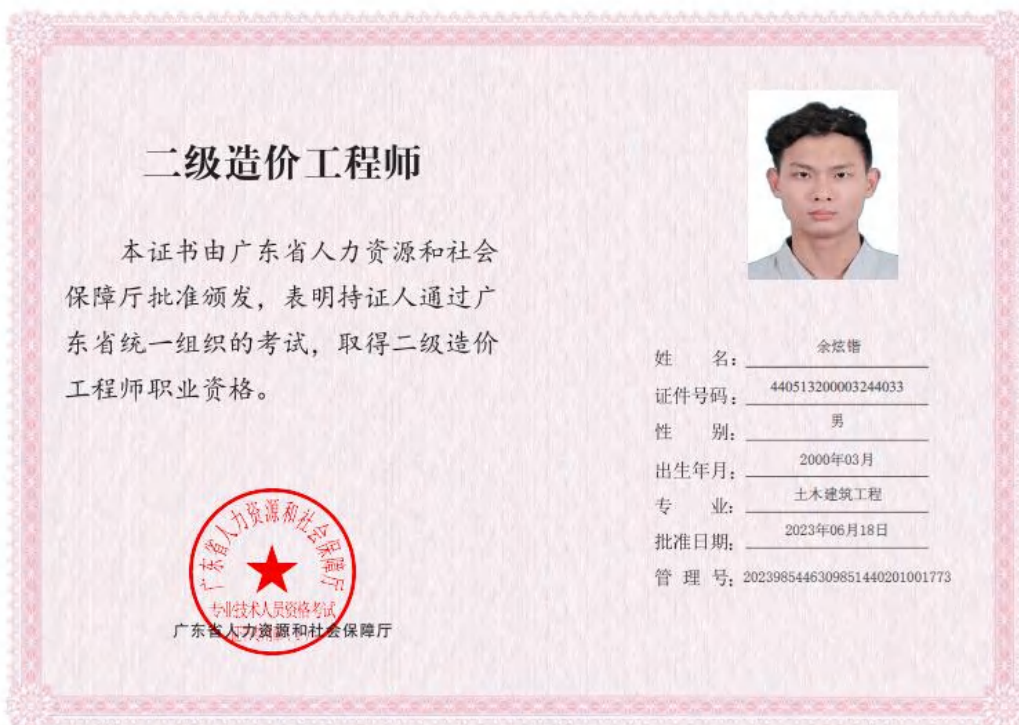 二级造价工程师
本证书由广东省人力资源和社会
保障厅批准颁发，表明持证人通过广
东省统一组织的考试，取得二级造价
工程师职业资格。
姓名：余炫锴
证件号码：440513200003244033
性别：男
出生年月：2000年03月
专业：土木建筑工程
批准日期：2023年06月18日
管理号：20239854463098514402010017​73
广东省人力资源和社会保障厅
专业技术人员资格考试
广东省人力资源和社会保障厅